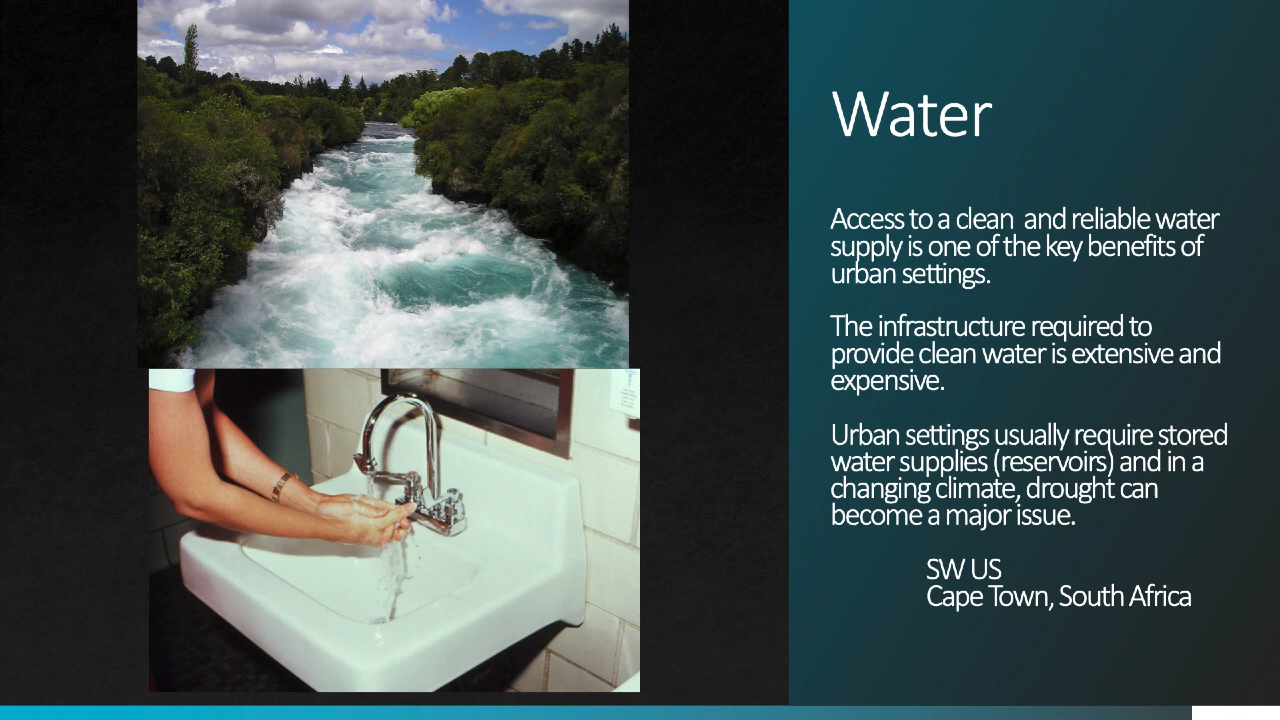 Water
Access to a clean  and reliable water
supply is one of the key benefits of
urban settings.
The infrastructure required to
provide clean water is extensive and
expensive.
Urban settings usually require stored
water supplies (reservoirs) and in a
changing climate, drought can
become a major issue.
SW US
Cape Town, South Africa